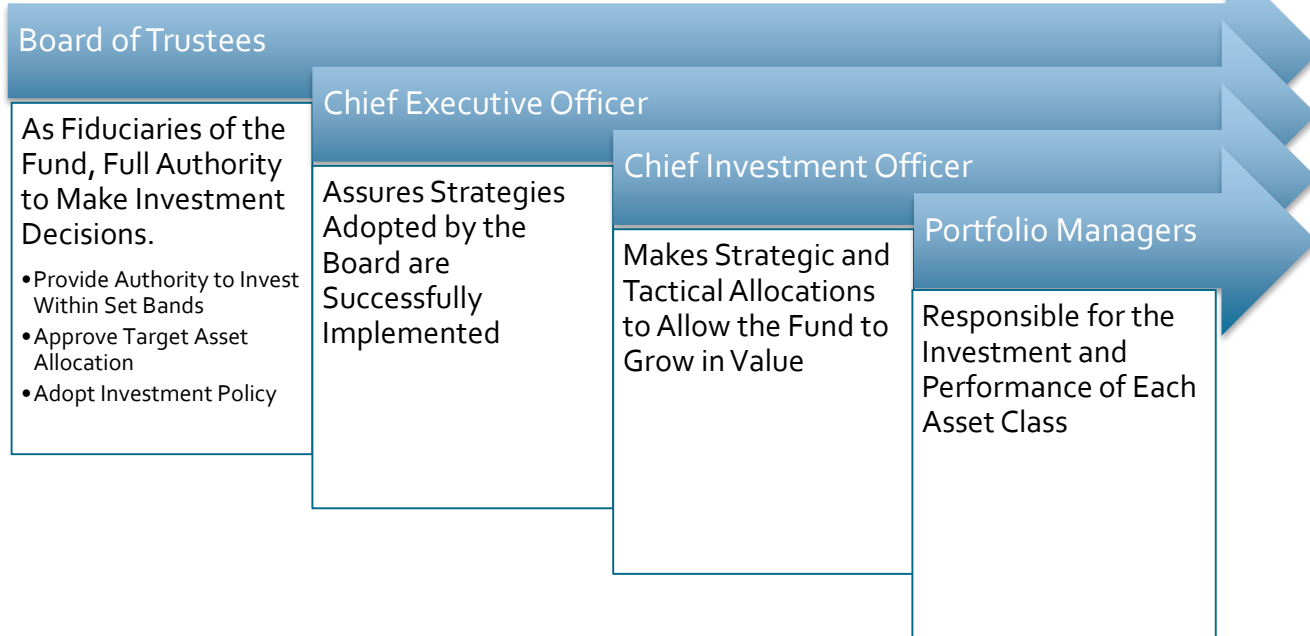 Board of Trustees
As Fiduciaries of the
Fund, Full Authority
to Make Investment
Decisions.
•Provide Authority to Invest
Within Set Bands
•Approve Target Asset
Allocation
•Adopt Investment Policy
Chief Executive Officer
Assures Strategies
Adopted by the
Board are
Successfully
Implemented
Chief Investment Officer
Makes Strategic and
Tactical Allocations
to Allow the Fund to
Grow in Value
Portfolio Managers
Responsible for the
Investment and
Performance of Each
Asset Class